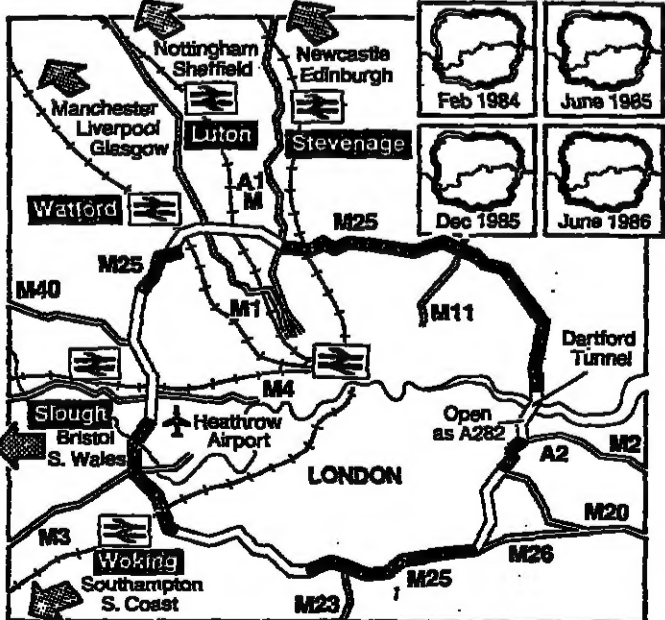 Nottingham
Sheffield
Newcastle
Edinburgh
Feb 1984
June 1985
Manchester
Liverpool
Glasgow
Luton
Stevenage
A1
M
Watford
M25
Dec 1985
June 1986
M25
M40
M1
M11
Dartford
Tunnel
M4
Slough
Bristol
S. Wales
Heathrow
Airport
Open
as A282
A2
M2
LONDON
M3
M20
Woking
M26
Southampton
S. Coast
M25
M23